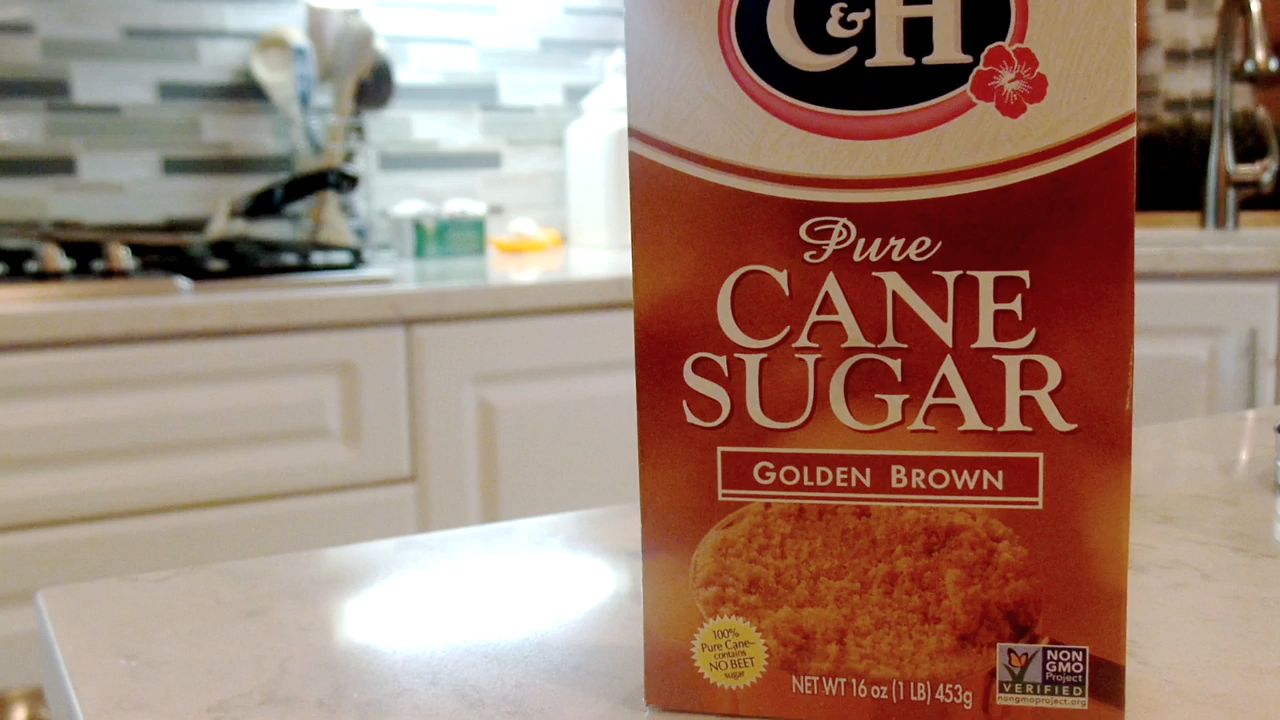 C&H
Pure
CANE
SUGAR
GOLDEN BROWN
100%
Pure Cane-
contains
NO BEET
sugar
NET WT 16 oz (1 LB) 453g
NON
GMO
Project
VERIFIED
nongmoproject.org